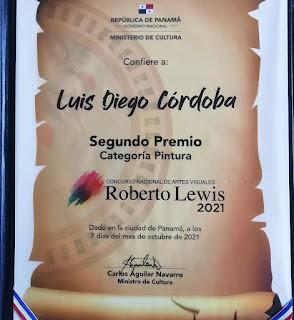 REPÚBLICA DE PANAMÁ
GOBIERNO NACIONAL
MINISTERIO DE CULTURA
Confiere a:
Luis Diego Córdoba
Segundo Premio
Categoría Pintura
CONCURSO NACIONAL DE ARTES VISUALES
Roberto Lewis
2021
Dado en la ciudad de Panamá, a los
7 días del mes de octubre de 2021
Carlos Aguilar Navarro
Ministro de Cultura